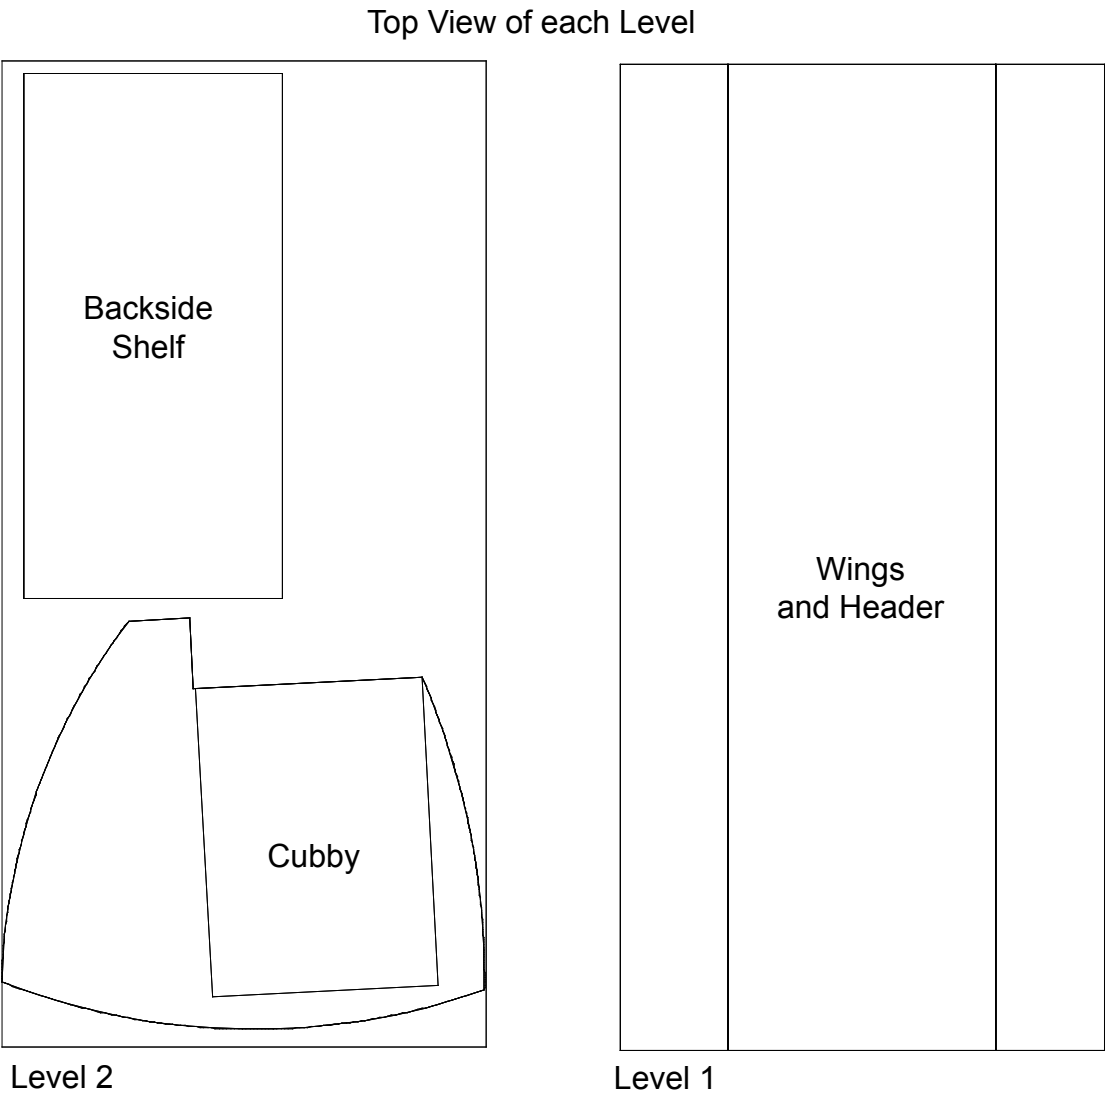 Top View of each Level
Backside
Shelf
Wings
and Header
Cubby
Level 2
Level 1